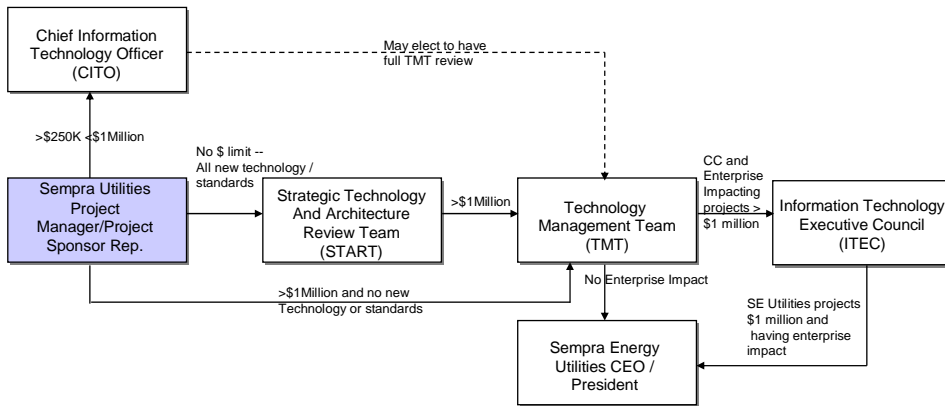 Chief Information
Technology Officer
(CITO)
May elect to have
full TMT review
>$250K <$1Million
No $ limit --
All new technology /
standards
CC and
Enterprise
Impacting
projects >
$1 million
Sempra Utilities
Project
Manager/Project
Sponsor Rep.
Strategic Technology
And Architecture
Review Team
(START)
>$1Million
Technology
Management Team
(TMT)
Information Technology
Executive Council
(ITEC)
>$1Million and no new
Technology or standards
No Enterprise Impact
SE Utilities projects
$1 million and
having enterprise
impact
Sempra Energy
Utilities CEO /
President